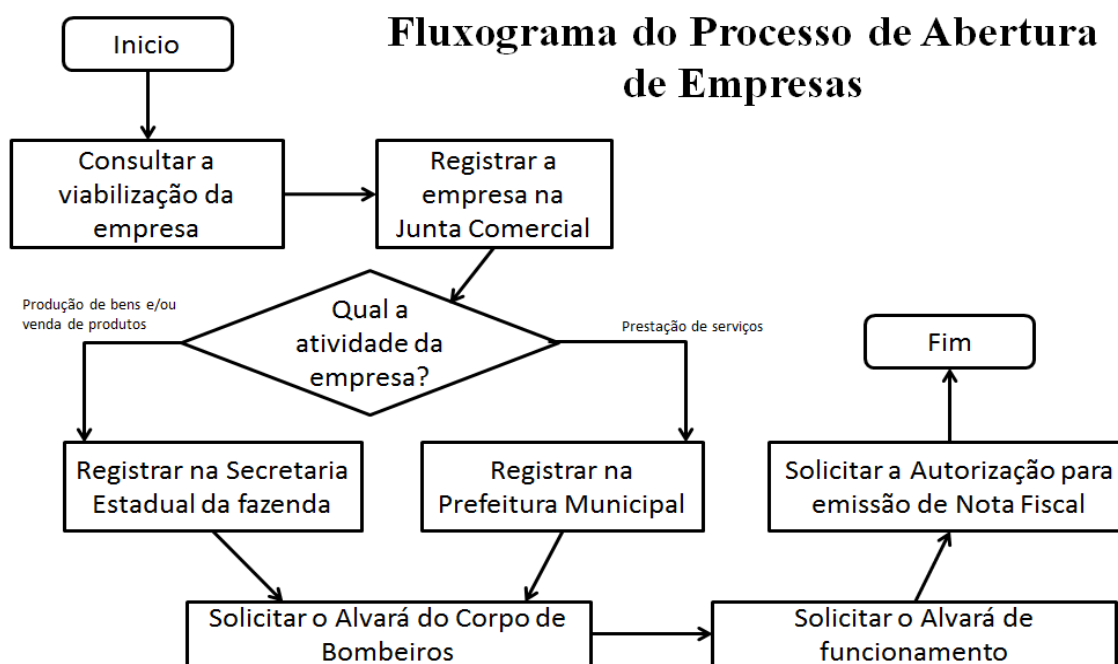 Fluxograma do Processo de Abertura
de Empresas
Inicio
Consultar a
viabilização da
empresa
Registrar a
empresa na
Junta Comercial
Qual a
atividade da
empresa?
Produção de bens e/ou
venda de produtos
Prestação de serviços
Registrar na Secretaria
Estadual da fazenda
Registrar na
Prefeitura Municipal
Solicitar o Alvará do Corpo de
Bombeiros
Solicitar o Alvará de
funcionamento
Solicitar a Autorização para
emissão de Nota Fiscal
Fim